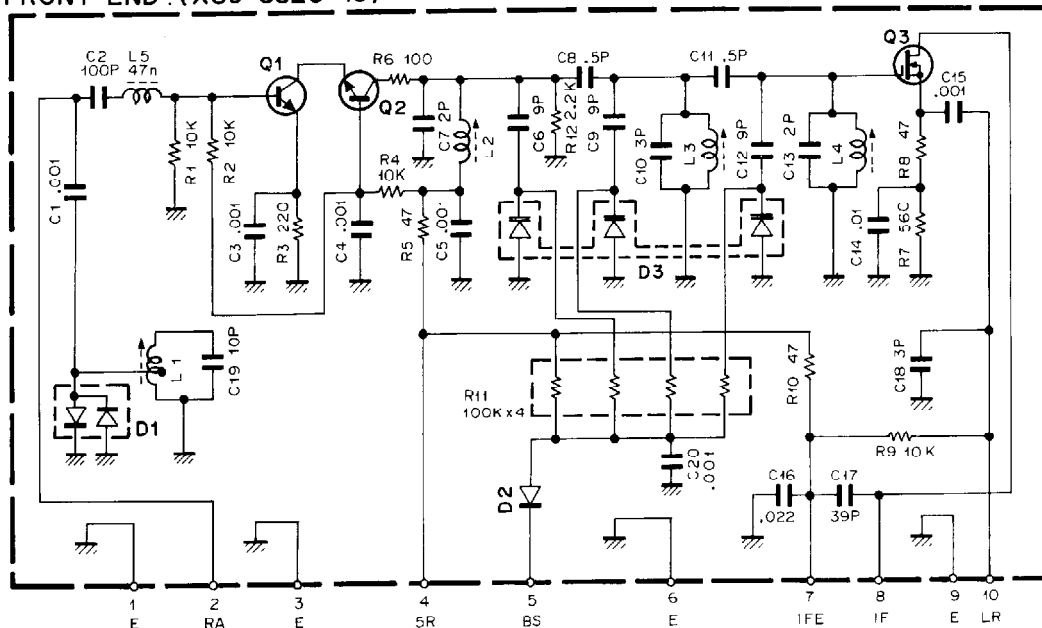 C2
100P
L5
47n
Q1
Q2
R6 100
C8 .5P
C11 .5P
Q3
C15
.001
R1 10K
R2 10K
C1 .001
C3 .001
R3 220
C4 .001
R4
10K
R5 47
C7 2P
L2
C5 .001
C6 9P
R12 2.2K
C9 9P
C10 3P
L3
C12 9P
C13 2P
L4
R8 47
C14 .01
R7 560
D3
L1
C19 10P
D1
R11
100K x4
R10 47
C18 3P
D2
C20
.001
R9 10K
C16
.022
C17
39P
1
2
3
4
5
6
7
8
9
10
E
RA
E
5R
BS
E
IFE
IF
E
LR